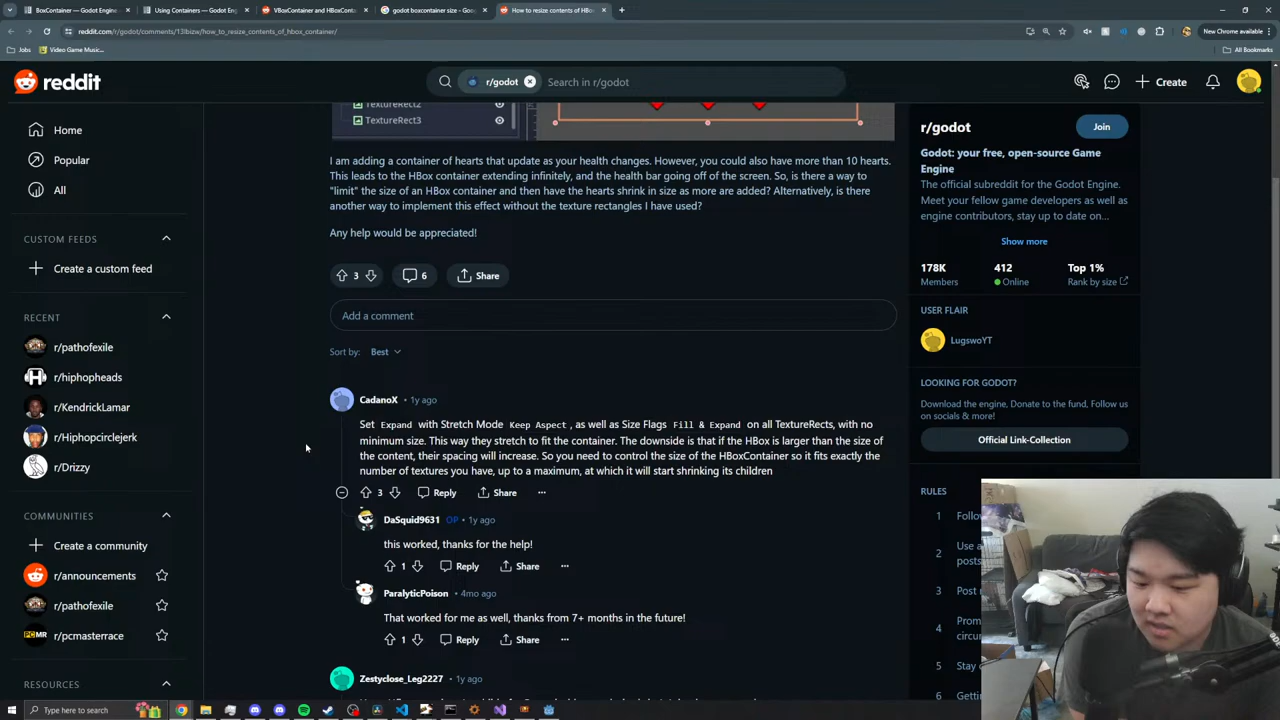 BoxContainer — Godot Engine
Using Containers — Godot Eng
VBoxContainer and HBoxConta
godot boxcontainer size - Goo
How to resize contents of HBo
reddit.com/r/godot/comments/13lbizw/how_to_resize_contents_of_hbox_container/
New Chrome available
Jobs
Video Game Music...
All Bookmarks
reddit
r/godot
Search in r/godot
Create
Home
Popular
All
CUSTOM FEEDS
Create a custom feed
RECENT
r/pathofexile
r/hiphopheads
r/KendrickLamar
r/Hiphopcirclejerk
r/Drizzy
COMMUNITIES
Create a community
r/announcements
r/pathofexile
r/pcmasterrace
RESOURCES
TextureRect2
TextureRect3
I am adding a container of hearts that update as your health changes. However, you could also have more than 10 hearts.
This leads to the HBox container extending infinitely, and the health bar going off of the screen. So, is there a way to
"limit" the size of an HBox container and then have the hearts shrink in size as more are added? Alternatively, is there
another way to implement this effect without the texture rectangles I have used?
Any help would be appreciated!
3
6
Share
Add a comment
Sort by: Best
CadanoX • 1y ago
Set Expand with Stretch Mode Keep Aspect, as well as Size Flags Fill & Expand on all TextureRects, with no
minimum size. This way they stretch to fit the container. The downside is that if the HBox is larger than the size of
the content, their spacing will increase. So you need to control the size of the HBoxContainer so it fits exactly the
number of textures you have, up to a maximum, at which it will start shrinking its children
3 Reply Share ...
DaSquid9631 OP • 1y ago
this worked, thanks for the help!
1 Reply Share ...
ParalyticPoison • 4mo ago
That worked for me as well, thanks from 7+ months in the future!
1 Reply Share ...
Zestyclose_Leg2227 • 1y ago
r/godot
Join
Godot: your free, open-source Game
Engine
The official subreddit for the Godot Engine.
Meet your fellow game developers as well as
engine contributors, stay up to date on...
Show more
178K
Members
412
Online
Top 1%
Rank by size
USER FLAIR
LugswoYT
LOOKING FOR GODOT?
Download the engine, Donate to the fund, Follow
us on socials & more!
Official Link-Collection
RULES
1 Follo
2 Use a
posts
3 Post
4 Prom
circu
5 Stay
6 Gett
Type here to search